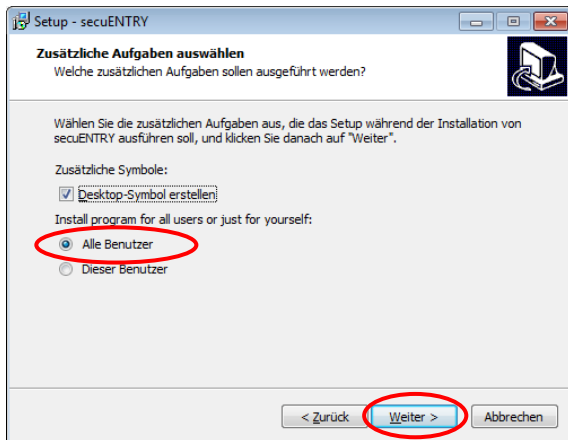 Setup - secuENTRY
Zusätzliche Aufgaben auswählen
Welche zusätzlichen Aufgaben sollen ausgeführt werden?
Wählen Sie die zusätzlichen Aufgaben aus, die das Setup während der Installation von
secuENTRY ausführen soll, und klicken Sie danach auf "Weiter".
Zusätzliche Symbole:
Desktop-Symbol erstellen
Install program for all users or just for yourself:
Alle Benutzer
Dieser Benutzer
< Zurück Weiter > Abbrechen